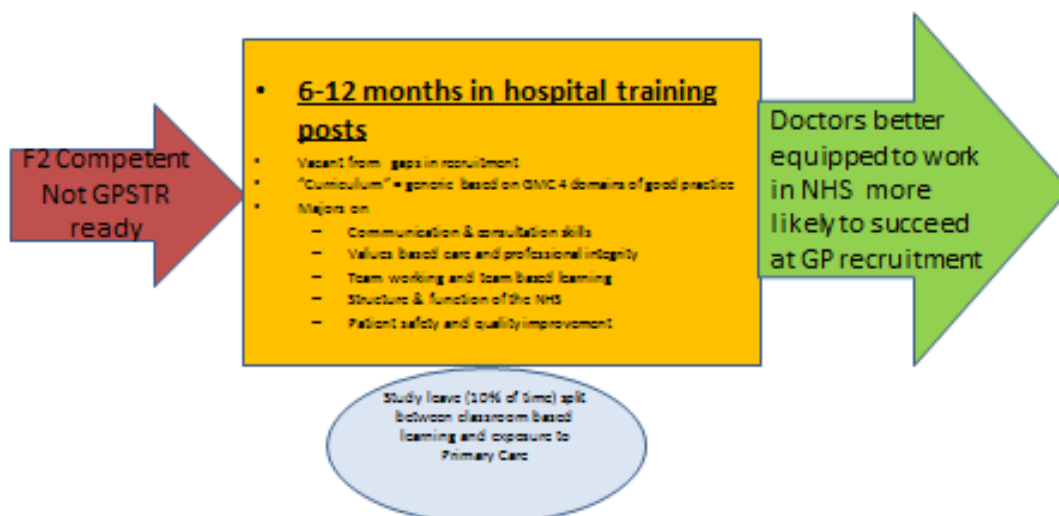 F2 Competent
Not GPSTR
ready
• 6-12 months in hospital training
posts
• Vacant from gaps in recruitment
• "Curriculum" = generic based on GMC 4 domains of good practice
• Majors on
– Communication & consultation skills
– Values based care and professional integrity
– Team working and team based learning
– Structure & function of the NHS
– Patient safety and quality improvement
Study leave (10% of time) split
between classroom based
learning and exposure to
Primary Care
Doctors better
equipped to work
in NHS more
likely to succeed
at GP recruitment